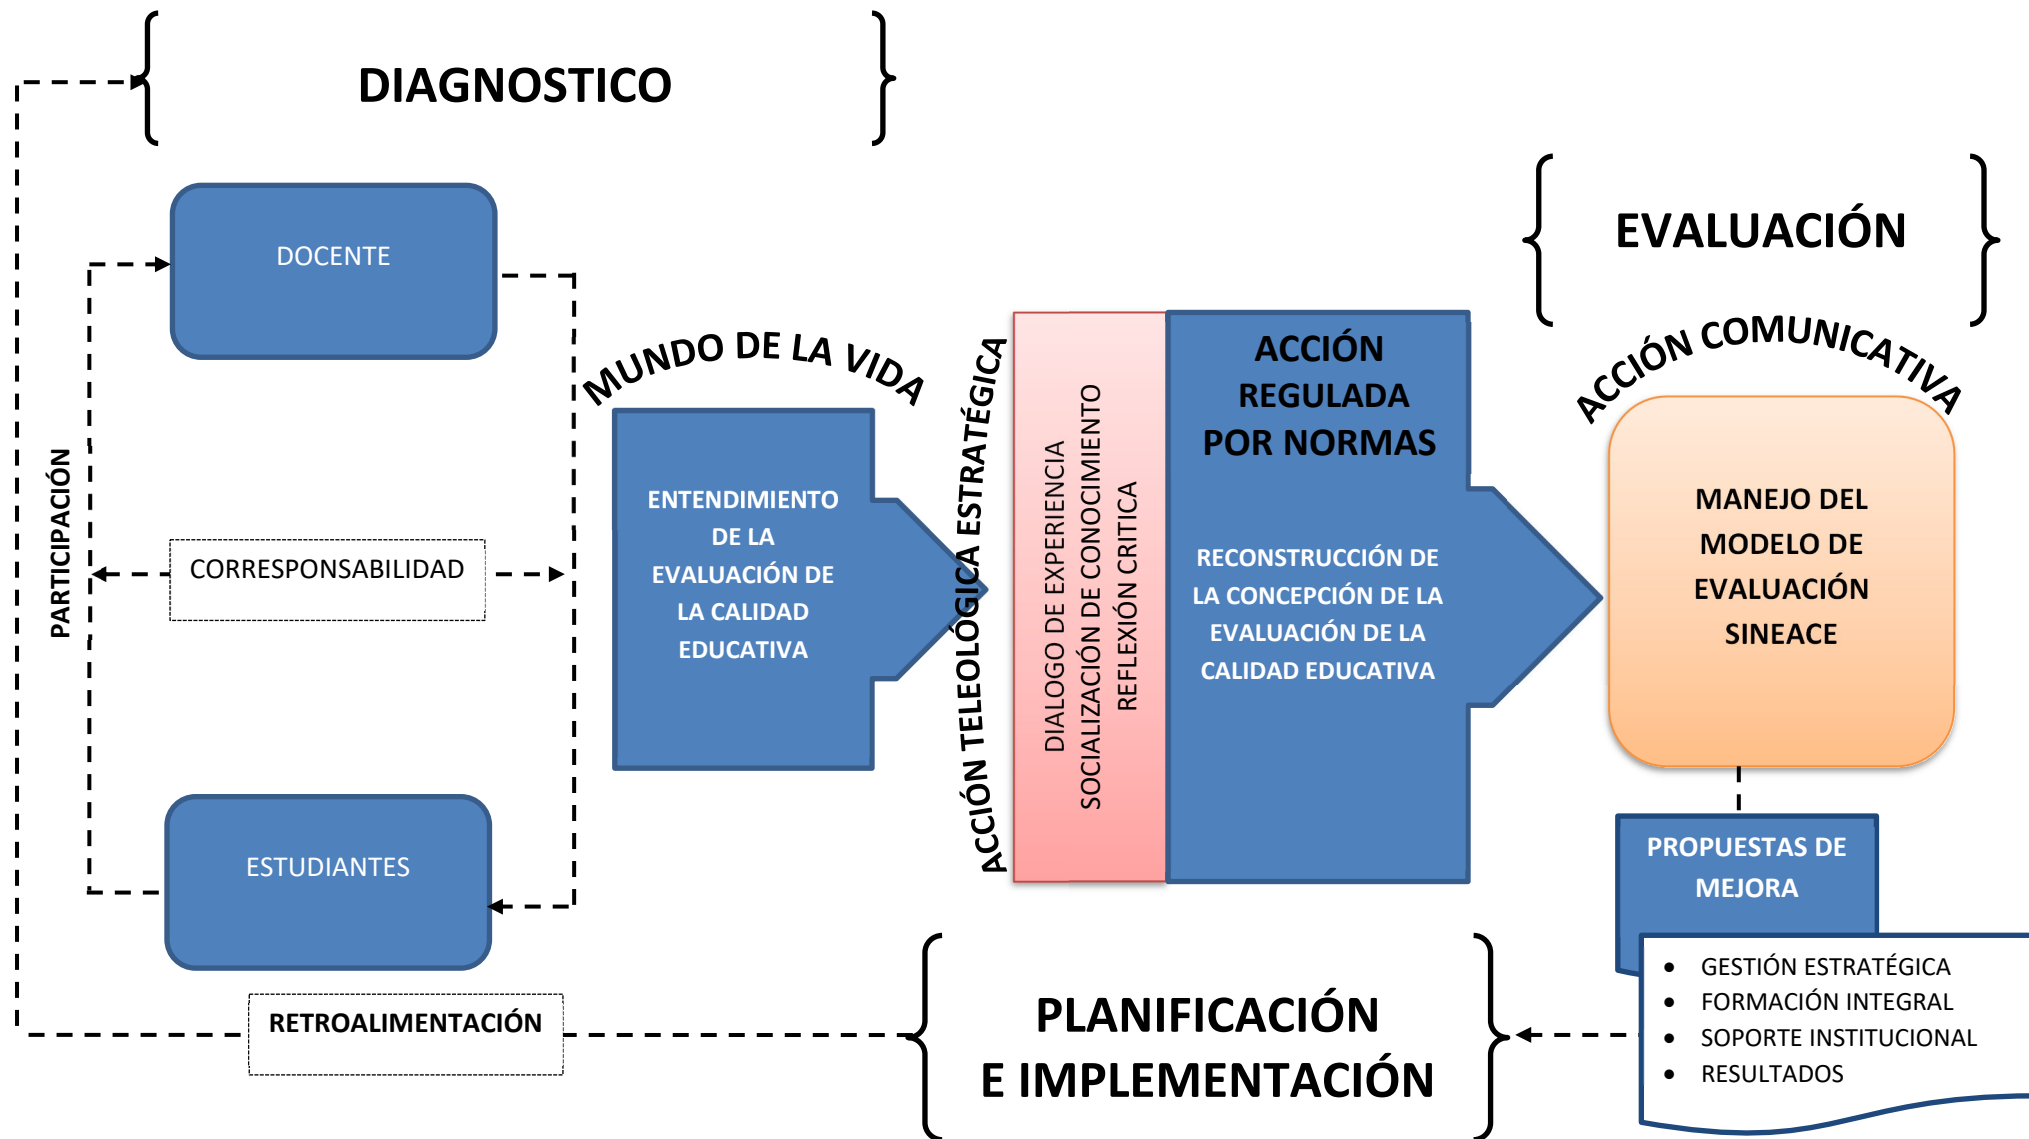 DIAGNOSTICO
EVALUACIÓN
DOCENTE
PARTICIPACIÓN
CORRESPONSABILIDAD
ESTUDIANTES
MUNDO DE LA VIDA
ENTENDIMIENTO
DE LA
EVALUACIÓN DE
LA CALIDAD
EDUCATIVA
ACCIÓN TELEOLÓGICA ESTRATÉGICA
DIALOGO DE EXPERIENCIA
SOCIALIZACIÓN DE CONOCIMIENTO
REFLEXIÓN CRITICA
ACCIÓN
REGULADA
POR NORMAS
RECONSTRUCCIÓN DE
LA CONCEPCIÓN DE LA
EVALUACIÓN DE LA
CALIDAD EDUCATIVA
ACCIÓN COMUNICATIVA
MANEJO DEL
MODELO DE
EVALUACIÓN
SINEACE
PROPUESTAS DE
MEJORA
• GESTIÓN ESTRATÉGICA
• FORMACIÓN INTEGRAL
• SOPORTE INSTITUCIONAL
• RESULTADOS
PLANIFICACIÓN
E IMPLEMENTACIÓN
RETROALIMENTACIÓN